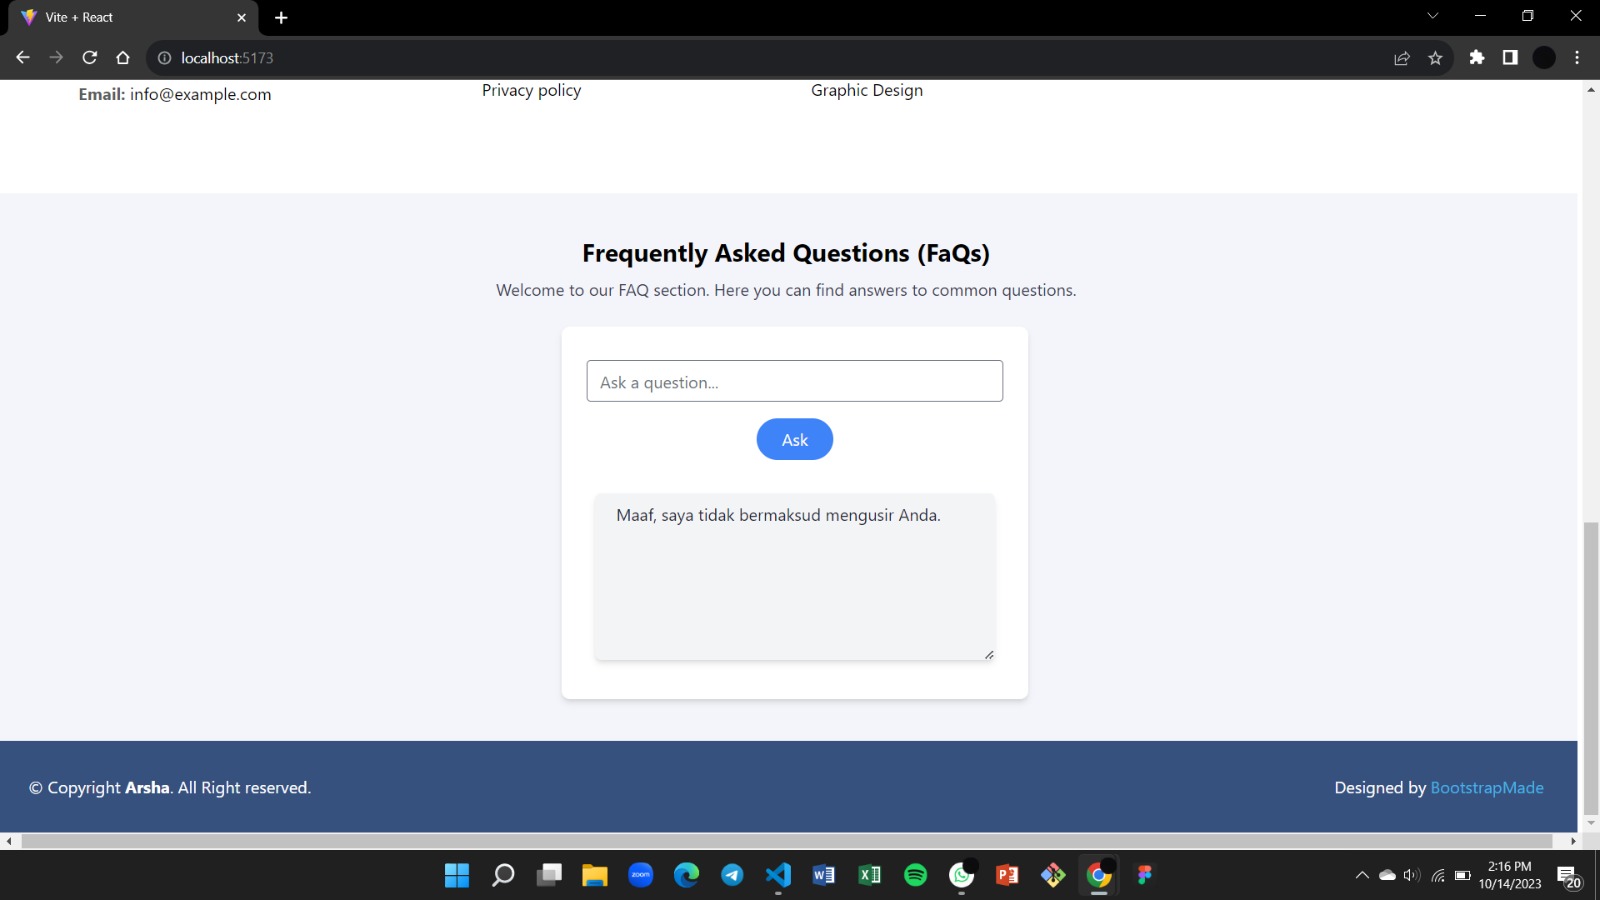 Vite + React
localhost:5173
Email: info@example.com
Privacy policy
Graphic Design
Frequently Asked Questions (FaQs)
Welcome to our FAQ section. Here you can find answers to common questions.
Ask a question...
Ask
Maaf, saya tidak bermaksud mengusir Anda.
© Copyright Arsha. All Right reserved.
Designed by BootstrapMade
zoom
2:16 PM
10/14/2023
20